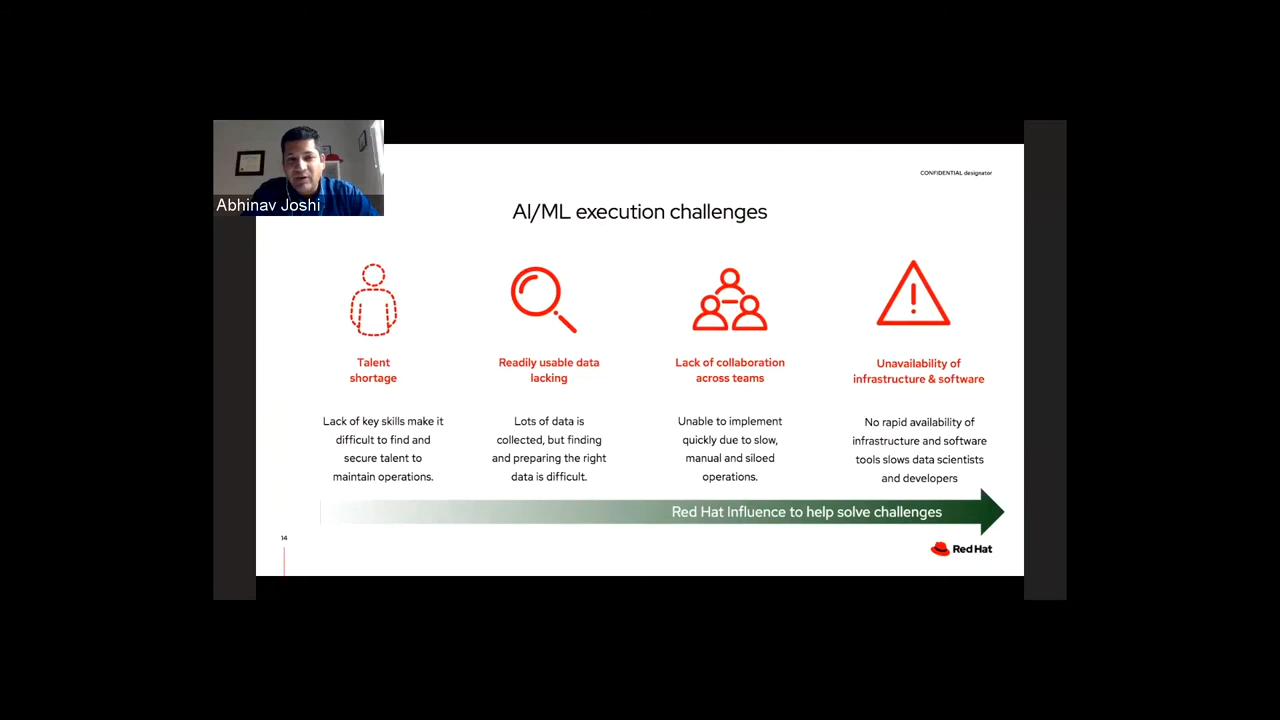 Abhinav Joshi
CONFIDENTIAL designator
AI/ML execution challenges
Talent
shortage
Lack of key skills make it
difficult to find and
secure talent to
maintain operations.
Readily usable data
lacking
Lots of data is
collected, but finding
and preparing the right
data is difficult.
Lack of collaboration
across teams
Unable to implement
quickly due to slow,
manual and siloed
operations.
Unavailability of
infrastructure & software
No rapid availability of
infrastructure and software
tools slows data scientists
and developers
Red Hat Influence to help solve challenges
14
Red Hat